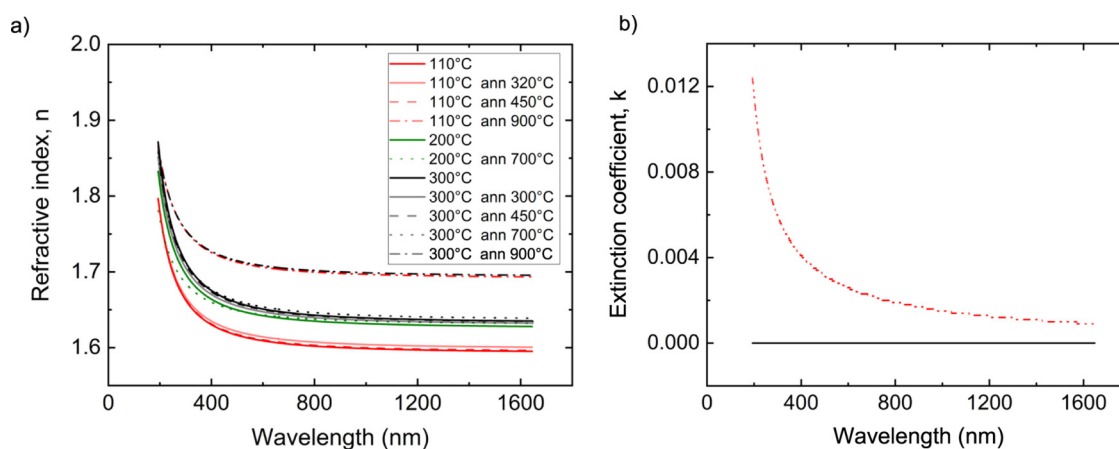 a)
Refractive index, n
2.0
1.9
1.8
1.7
1.6
0
400
800
1200
1600
Wavelength (nm)
110°C
110°C ann 320°C
110°C ann 450°C
110°C ann 900°C
200°C
200°C ann 700°C
300°C
300°C ann 300°C
300°C ann 450°C
300°C ann 700°C
300°C ann 900°C
b)
Extinction coefficient, k
0.012
0.008
0.004
0.000
0
400
800
1200
1600
Wavelength (nm)